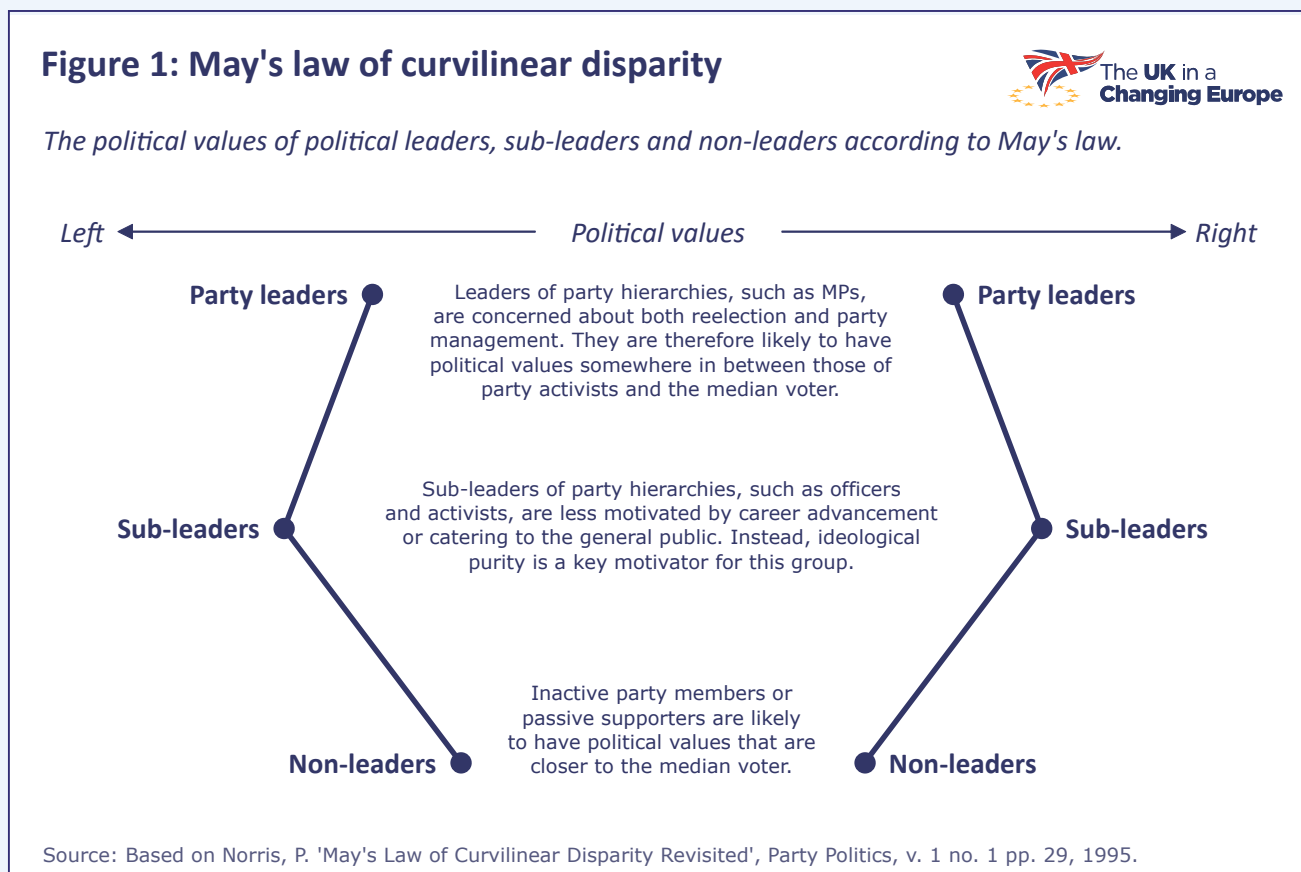 Figure 1: May's law of curvilinear disparity
The UK in a
Changing Europe
The political values of political leaders, sub-leaders and non-leaders according to May's law.
Left Political values Right
Party leaders
Leaders of party hierarchies, such as MPs,
are concerned about both reelection and party
management. They are therefore likely to have
political values somewhere in between those of
party activists and the median voter.
Party leaders
Sub-leaders
Sub-leaders of party hierarchies, such as officers
and activists, are less motivated by career advancement
or catering to the general public. Instead, ideological
purity is a key motivator for this group.
Sub-leaders
Non-leaders
Inactive party members or
passive supporters are likely
to have political values that are
closer to the median voter.
Non-leaders
Source: Based on Norris, P. 'May's Law of Curvilinear Disparity Revisited', Party Politics, v. 1 no. 1 pp. 29, 1995.